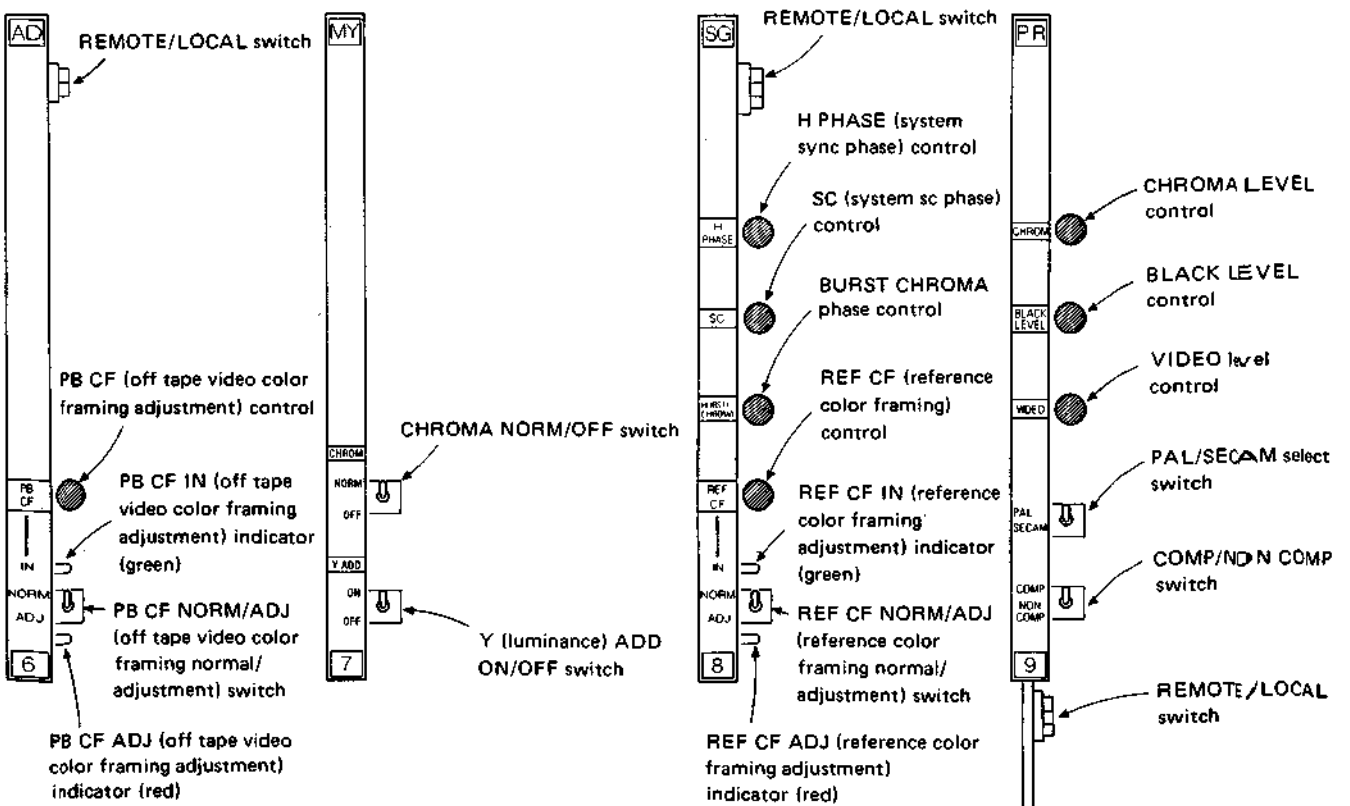 AD
REMOTE/LOCAL switch
PB CF (off tape video color
framing adjustment) control
PB
CF
PB CF IN (off tape
video color framing
adjustment) indicator
(green)
IN
NORM
ADJ
PB CF NORM/ADJ
(off tape video color
framing normal/
adjustment) switch
6
PB CF ADJ (off tape video
color framing adjustment)
indicator (red)
MY
CHROMA NORM/OFF switch
CHROM
NORM
OFF
Y ADD
ON
OFF
Y (luminance) ADD
ON/OFF switch
7
SG
REMOTE/LOCAL switch
H PHASE (system
sync phase) control
H
PHASE
SC (system sc phase)
control
SC
BURST CHROMA
phase control
BURST
CHROM
REF CF (reference
color framing)
control
REF
CF
REF CF IN (reference
color framing
adjustment) indicator
(green)
IN
NORM
ADJ
REF CF NORM/ADJ
(reference color
framing normal/
adjustment) switch
8
REF CF ADJ (reference color
framing adjustment)
indicator (red)
PR
CHROMA LEVEL
control
CHROM
BLACK LEVEL
control
BLACK
LEVEL
VIDEO level
control
VIDEO
PAL/SECAM select
switch
PAL
SECAM
COMP/NON COMP
switch
COMP
NON
COMP
9
REMOTE/LOCAL
switch